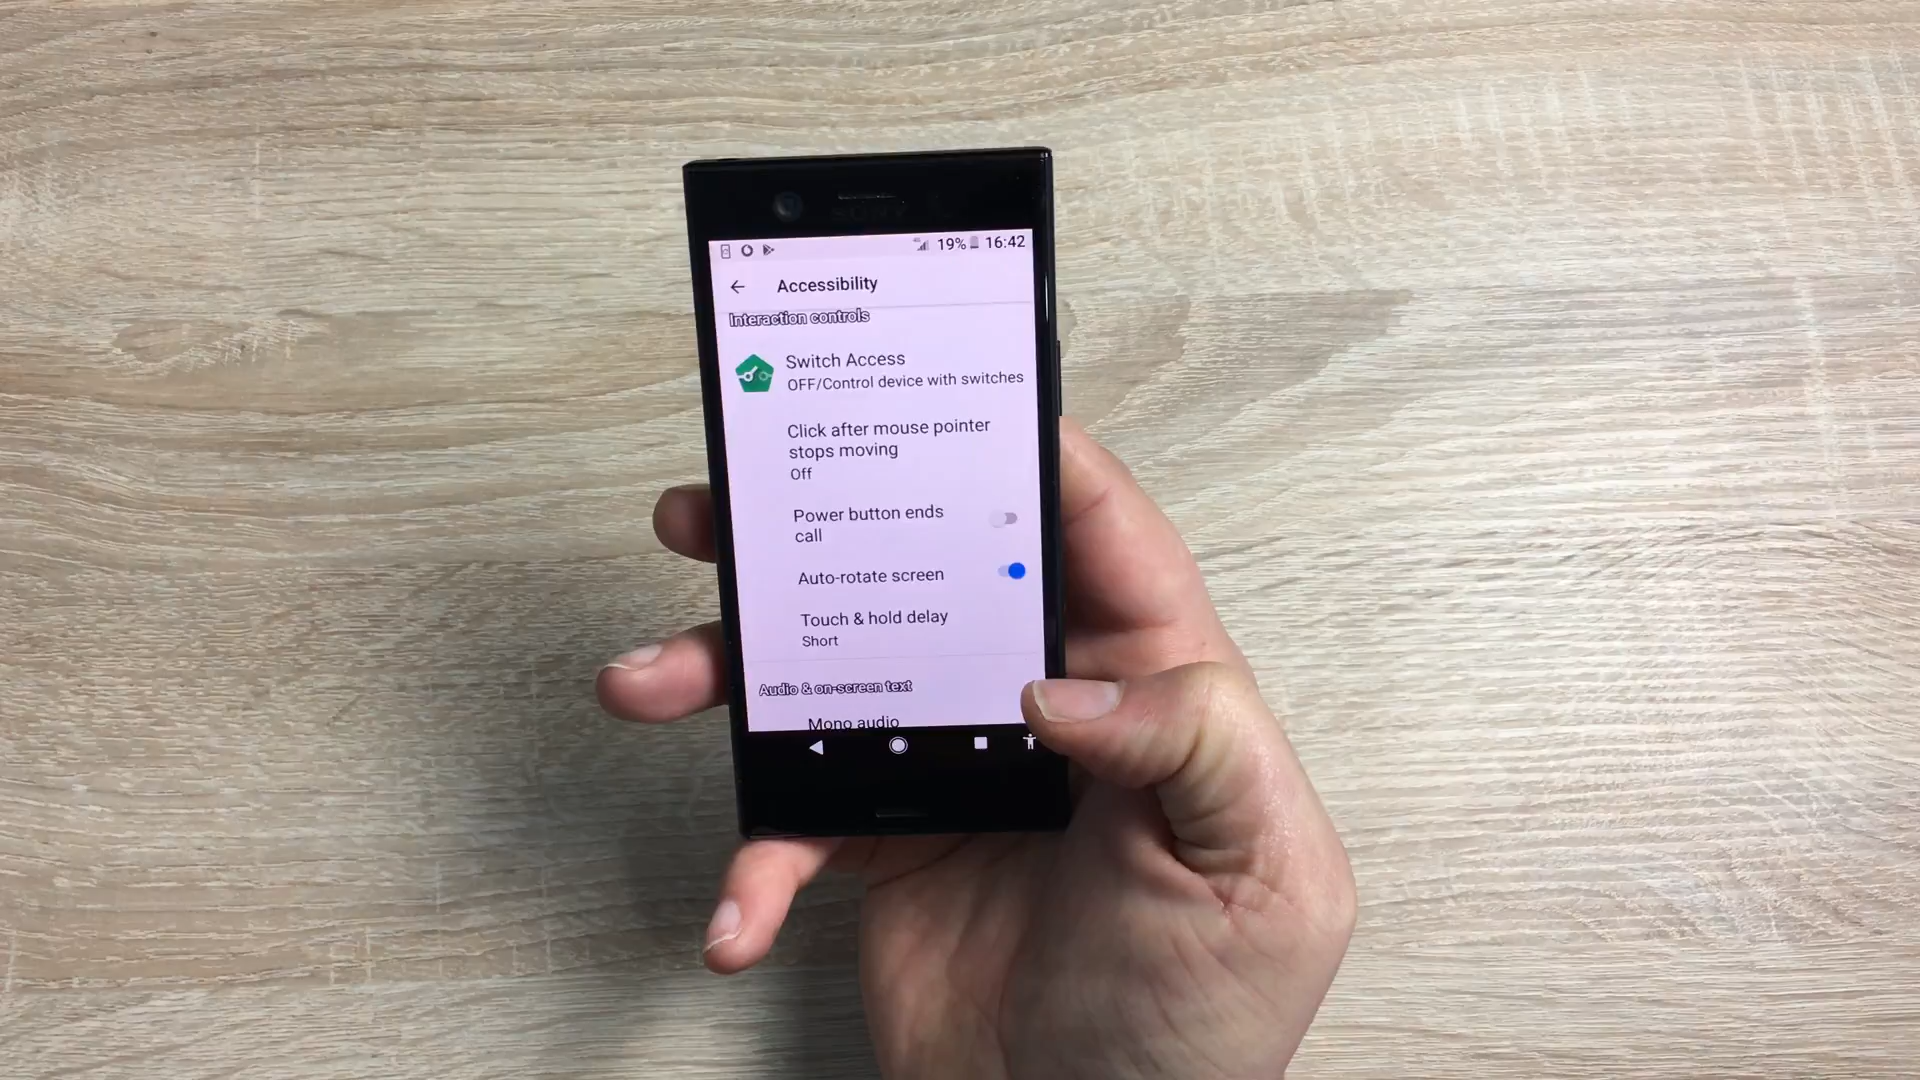 SONY
19% 16:42
Accessibility
Interaction controls
Switch Access
OFF/Control device with switches
Click after mouse pointer
stops moving
Off
Power button ends
call
Auto-rotate screen
Touch & hold delay
Short
Audio & on-screen text
Mono audio